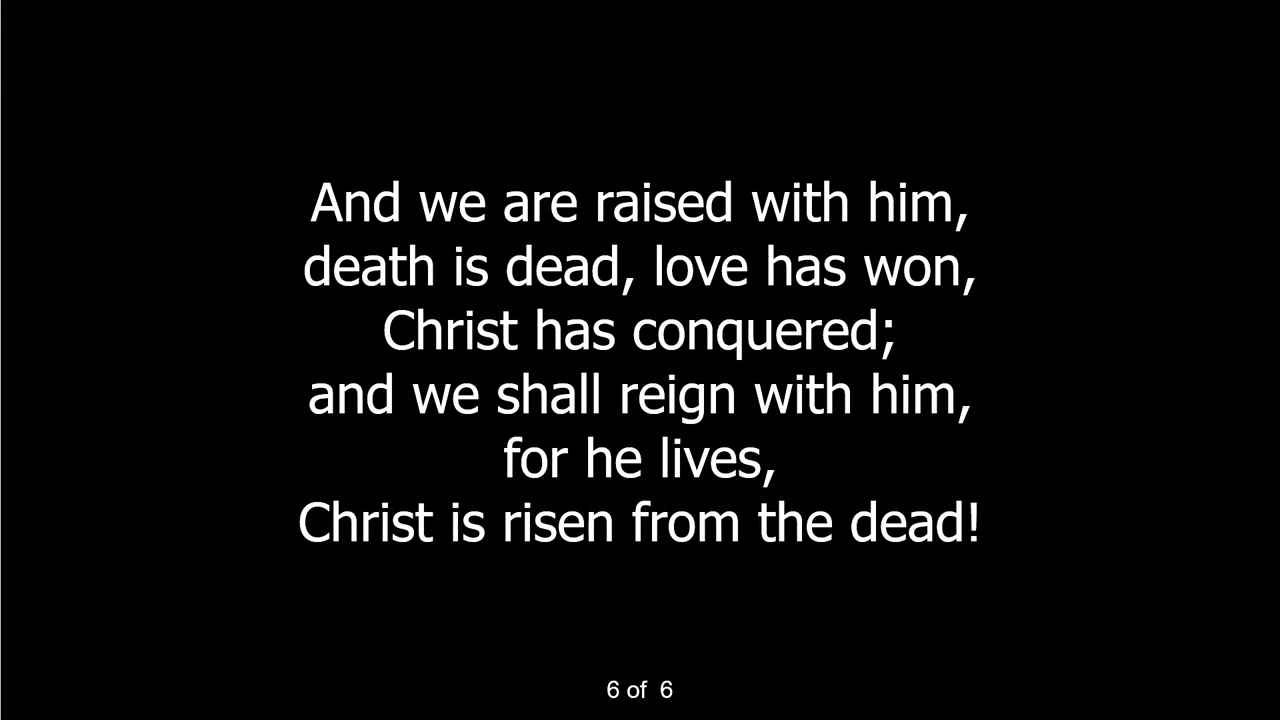 And we are raised with him,
death is dead, love has won,
Christ has conquered;
and we shall reign with him,
for he lives,
Christ is risen from the dead!
6 of 6